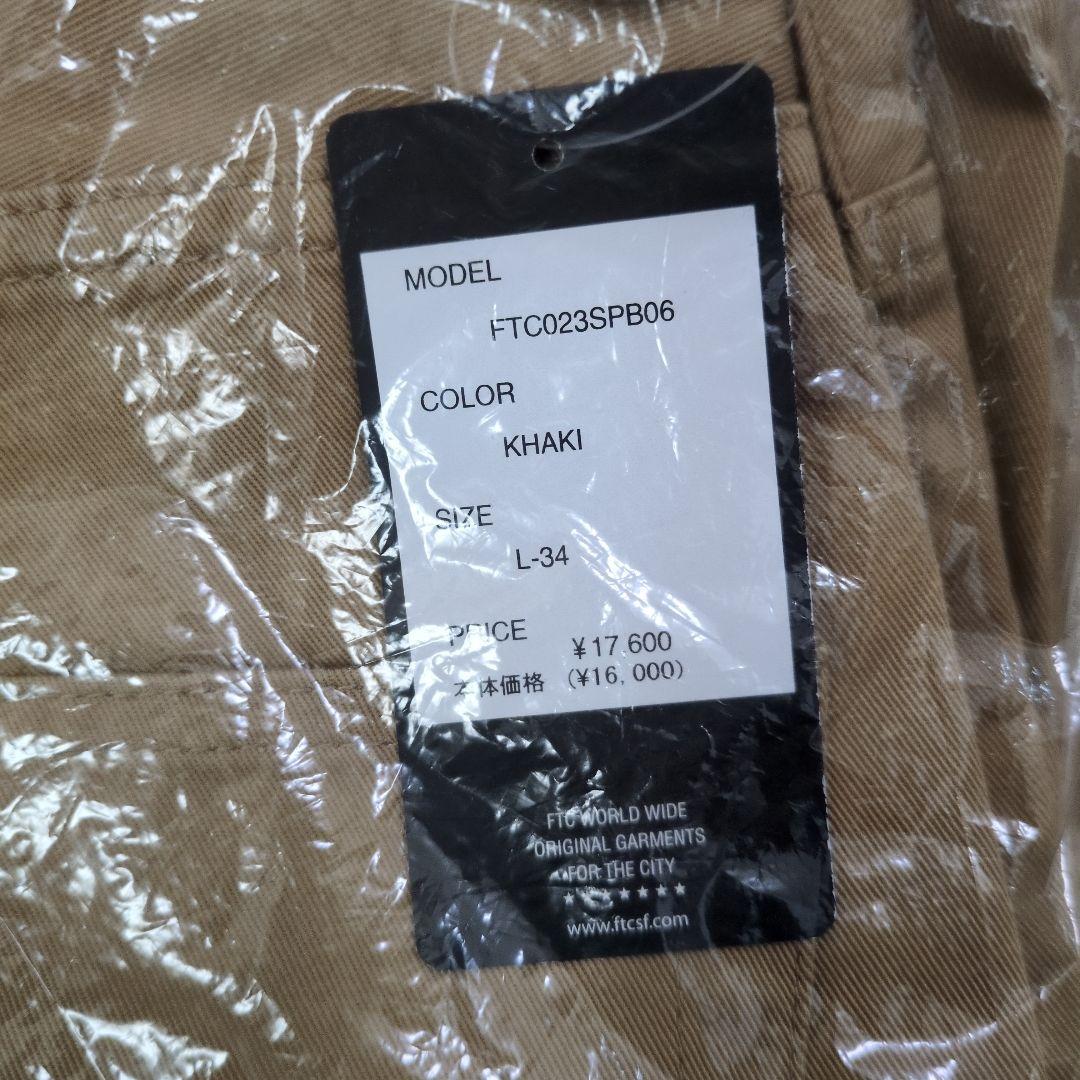 MODEL
FTC023SPB06
COLOR
KHAKI
SIZE
L-34
PRICE
¥17,600
本体価格 (¥16,000)
FTC WORLD WIDE
ORIGINAL GARMENTS
FOR THE CITY
★★★★★★★
www.ftcsf.com